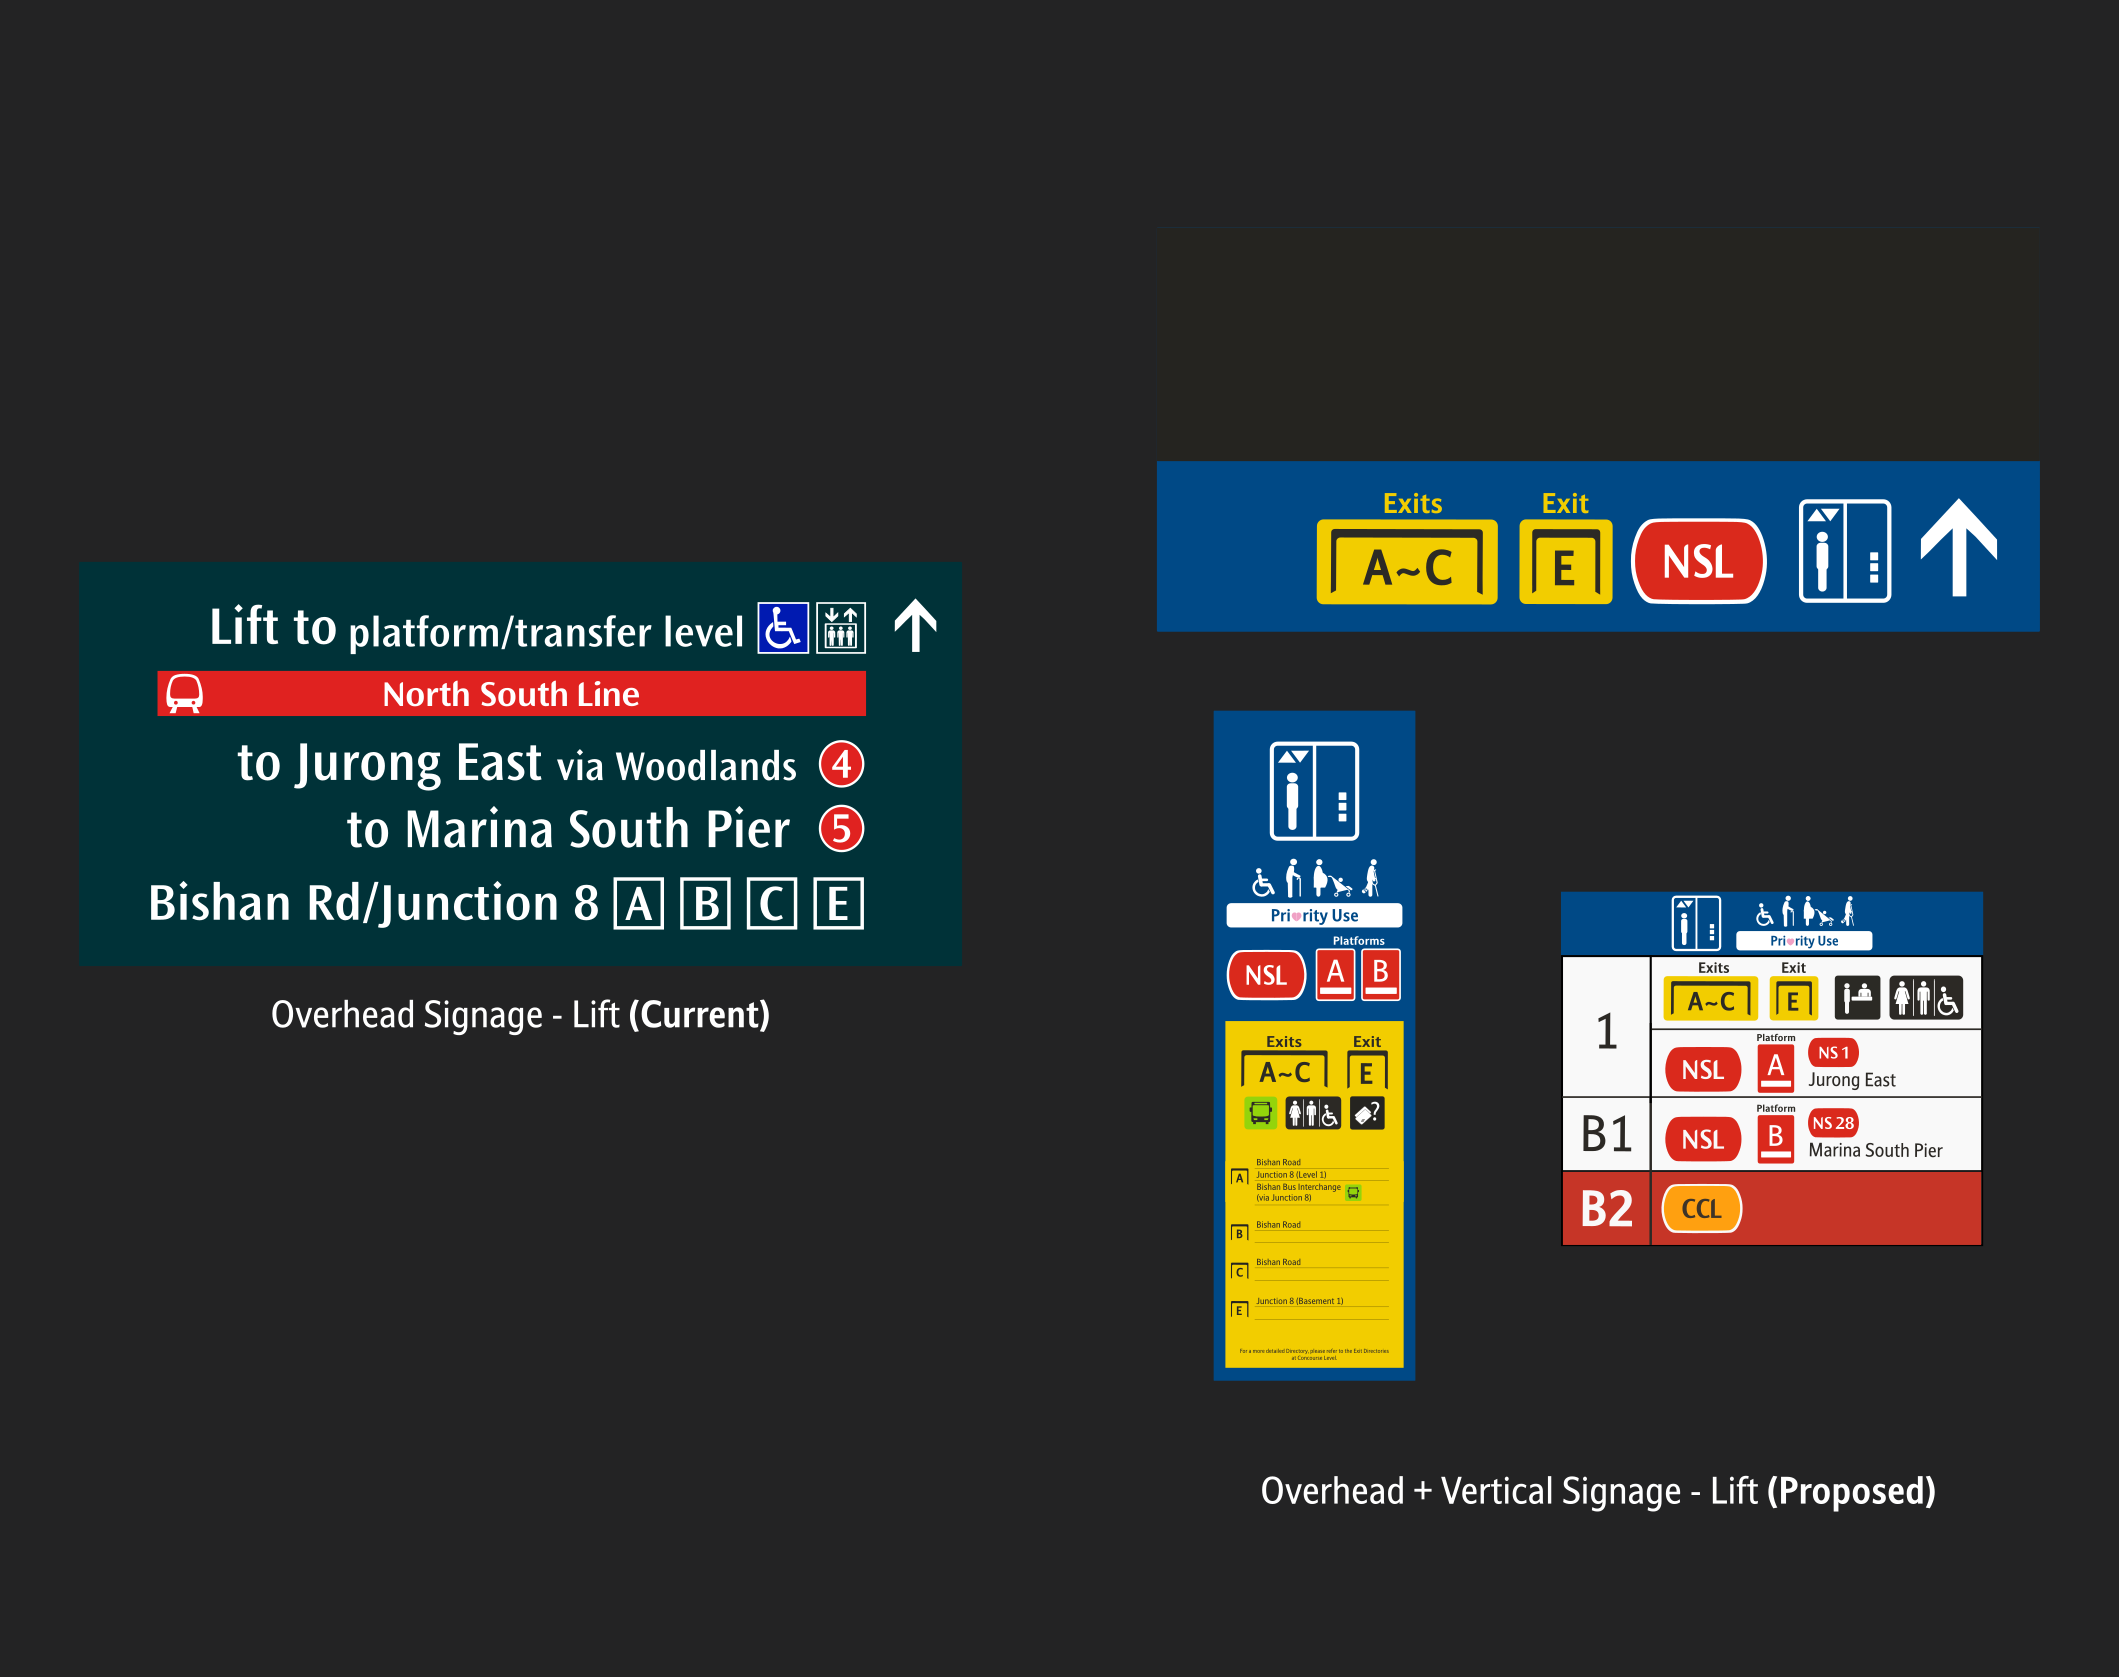 Lift to platform/transfer level
North South Line
to Jurong East via Woodlands 4
to Marina South Pier 5
Bishan Rd/Junction 8 A B C E
Overhead Signage - Lift (Current)
Exits Exit
A~C E NSL
Priority Use
Platforms
NSL A B
Exits Exit
A~C E
?
Bishan Road
A Junction 8 (Level 1)
Bishan Bus Interchange
(via Junction 8)
Bishan Road
B
Bishan Road
C
Junction 8 (Basement 1)
E
For a more detailed Directory, please refer to the Exit Directories
at Concourse Level.
Priority Use
Exits Exit
1 A~C E
Platform
NSL A NS 1
Jurong East
Platform
B1 NSL B NS 28
Marina South Pier
B2 CCL
Overhead + Vertical Signage - Lift (Proposed)